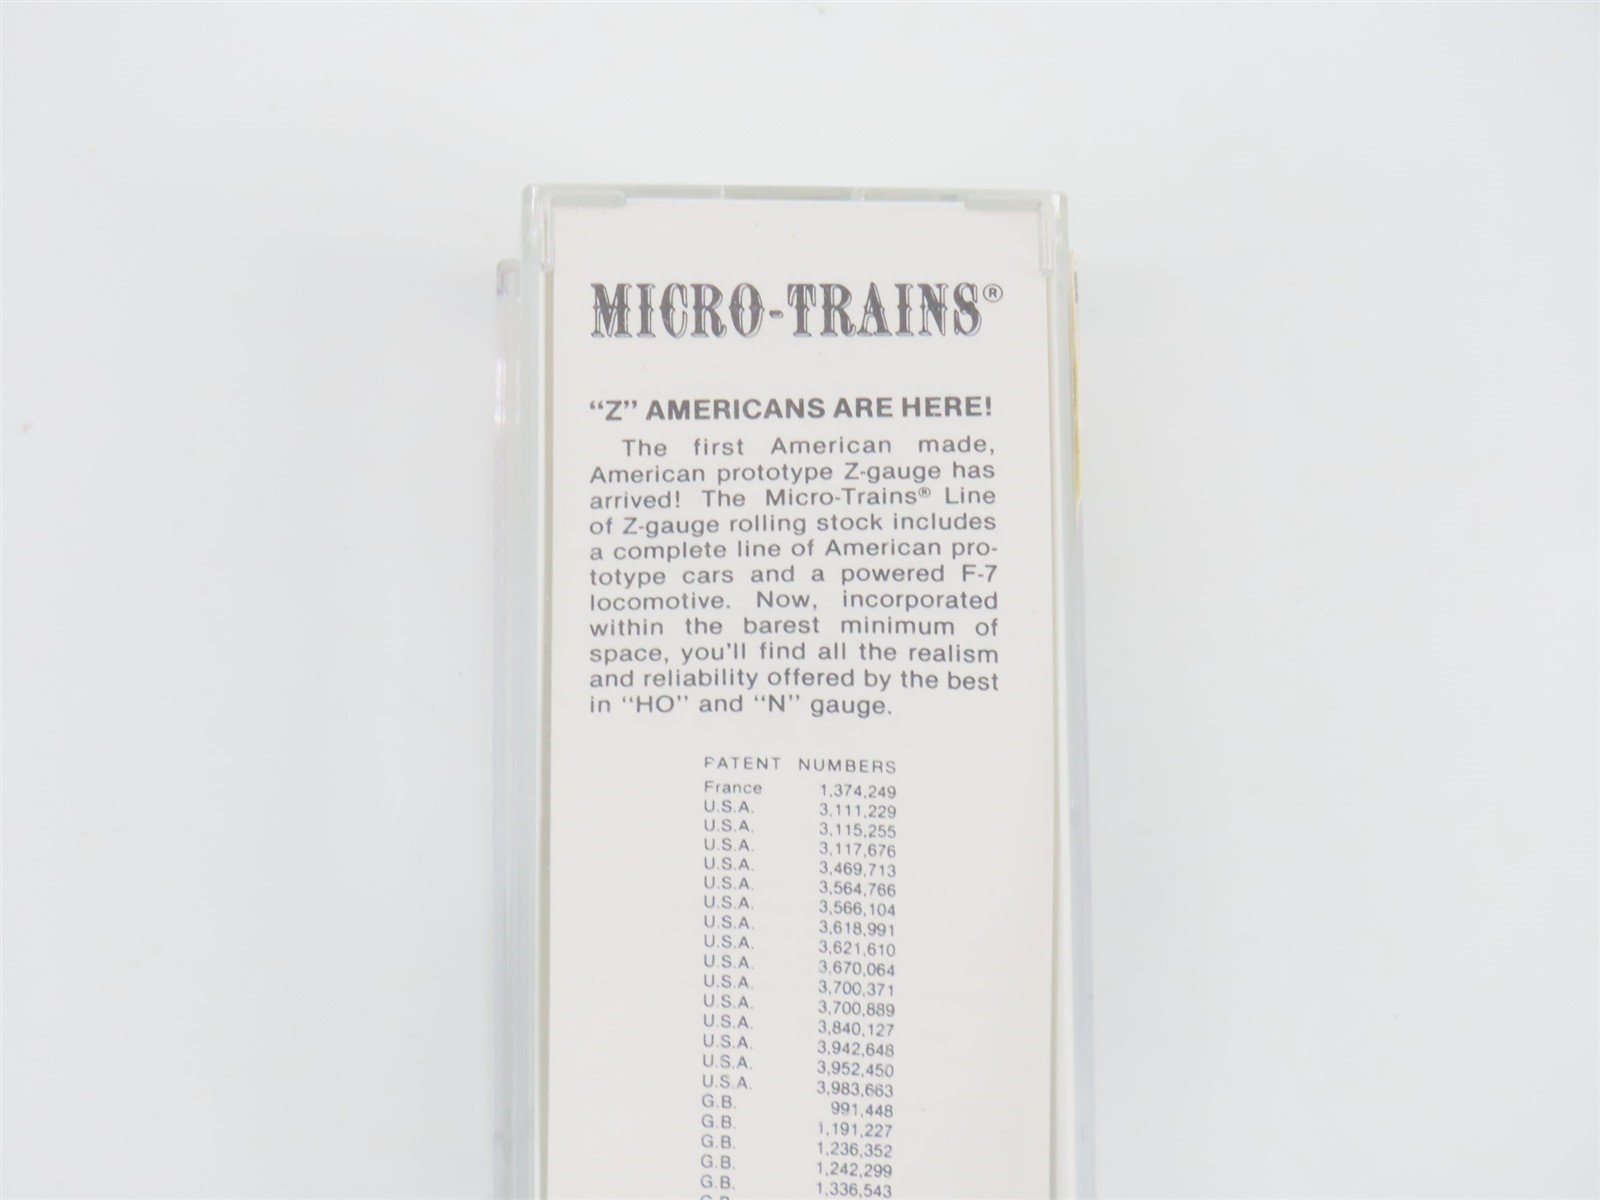 MICRO-TRAINS®
“Z” AMERICANS ARE HERE!
The first American made,
American prototype Z-gauge has
arrived! The Micro-Trains® Line
of Z-gauge rolling stock includes
a complete line of American pro-
totype cars and a powered F-7
locomotive. Now, incorporated
within the barest minimum of
space, you'll find all the realism
and reliability offered by the best
in “HO” and “N” gauge.
PATENT NUMBERS
France 1,374,249
U.S.A. 3,111,229
U.S.A. 3,115,255
U.S.A. 3,117,676
U.S.A. 3,469,713
U.S.A. 3,564,766
U.S.A. 3,566,104
U.S.A. 3,618,991
U.S.A. 3,621,610
U.S.A. 3,670,064
U.S.A. 3,700,371
U.S.A. 3,700,889
U.S.A. 3,840,127
U.S.A. 3,942,648
U.S.A. 3,952,450
U.S.A. 3,983,663
G.B. 991,448
G.B. 1,191,227
G.B. 1,236,352
G.B. 1,242,299
G.B. 1,336,543